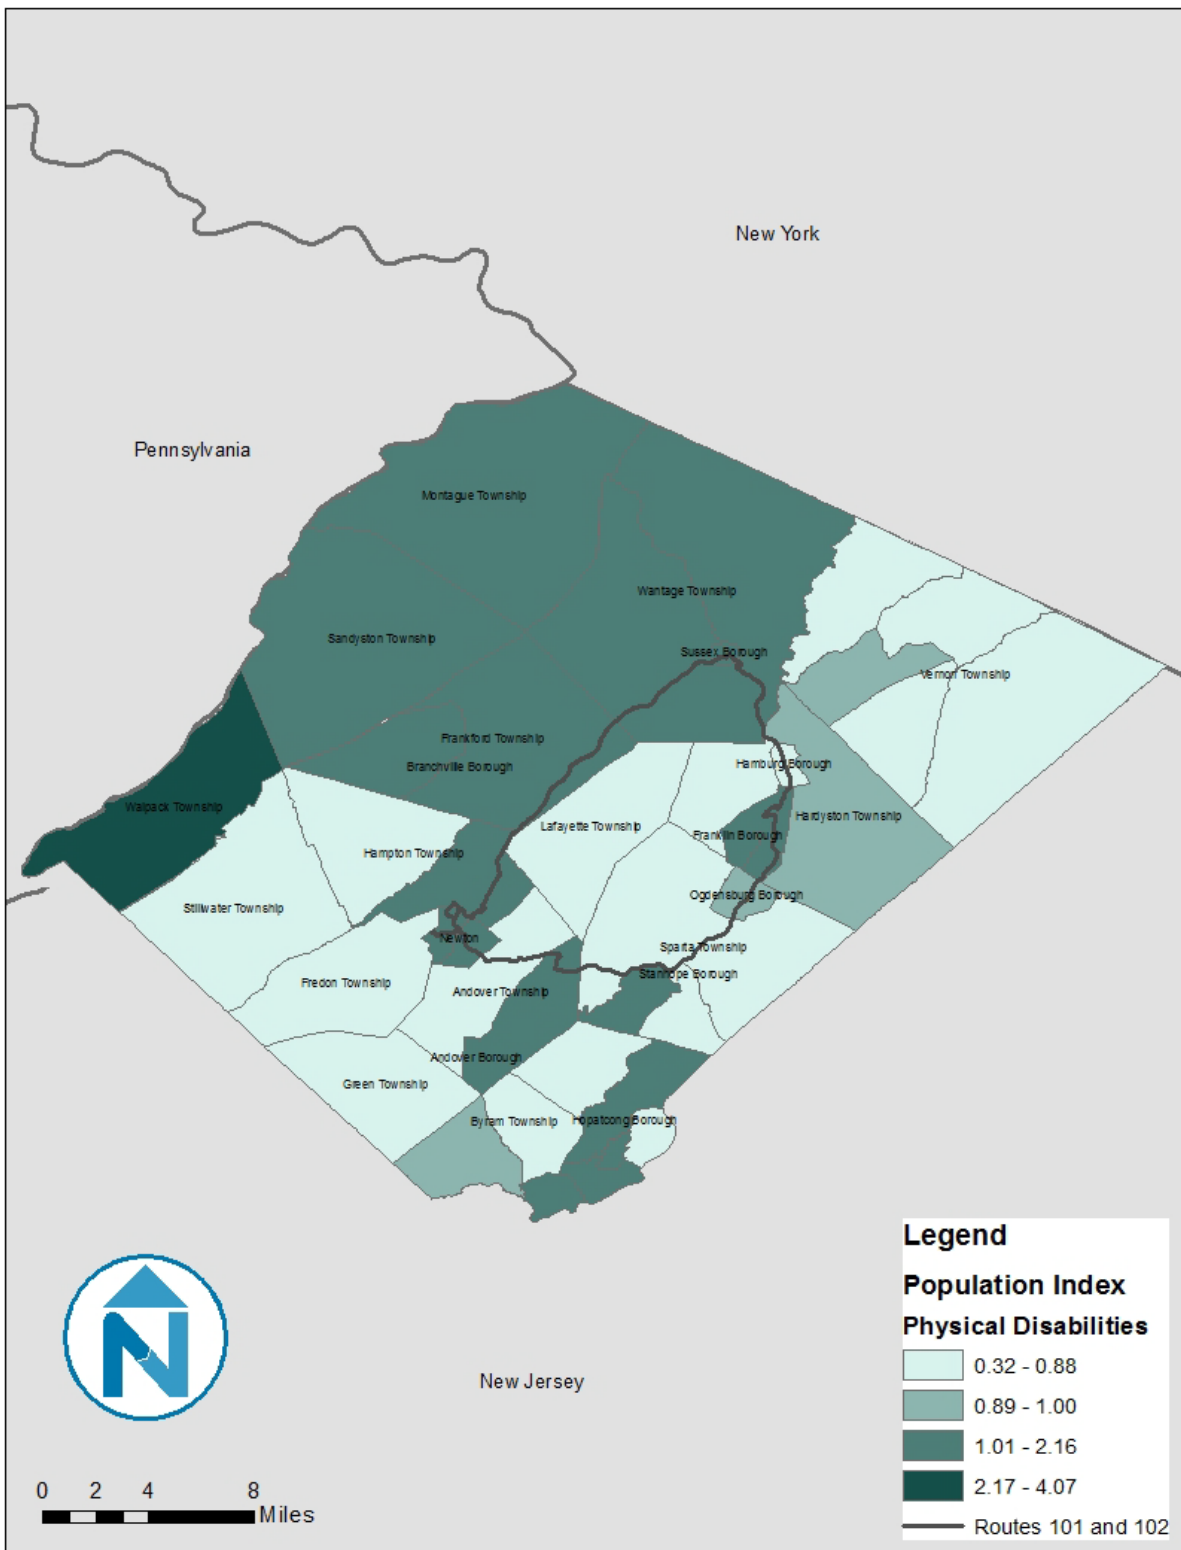 New York
Pennsylvania
Montague Township
Wantage Township
Sandyston Township
Sussex Borough
Vernon Township
Frankford Township
Branchville Borough
Hamburg Borough
Walpack Township
Lafayette Township
Hardyston Township
Franklin Borough
Hampton Township
Ogdensburg Borough
Stillwater Township
Newton
Sparta Township
Stanhope Borough
Fredon Township
Andover Township
Andover Borough
Green Township
Byram Township
Hopatcong Borough
Legend
Population Index
Physical Disabilities
0.32 - 0.88
0.89 - 1.00
1.01 - 2.16
2.17 - 4.07
Routes 101 and 102
N
New Jersey
0 2 4 8
Miles